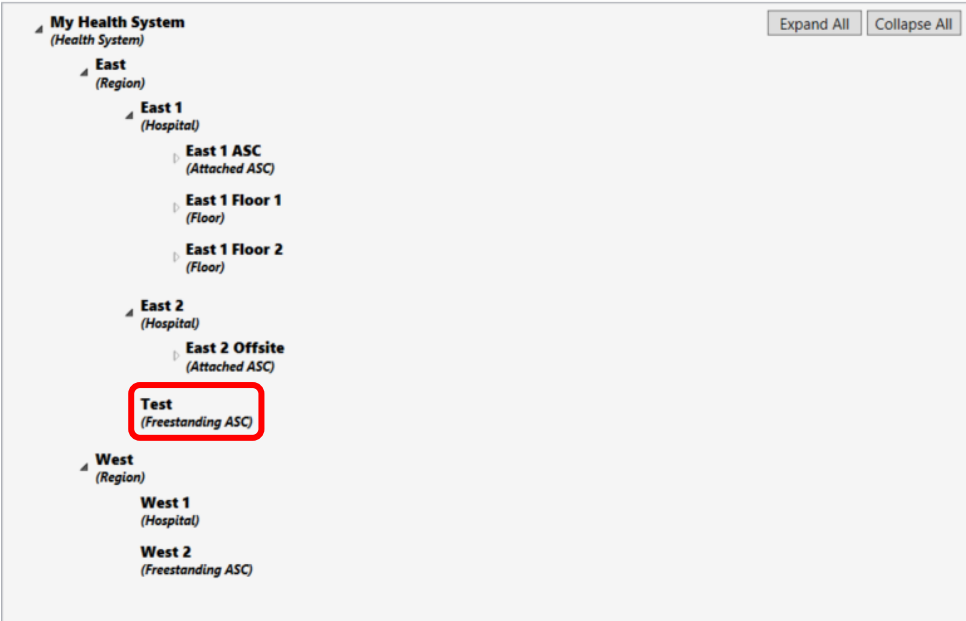 My Health System
(Health System)
Expand All
Collapse All
East
(Region)
East 1
(Hospital)
East 1 ASC
(Attached ASC)
East 1 Floor 1
(Floor)
East 1 Floor 2
(Floor)
East 2
(Hospital)
East 2 Offsite
(Attached ASC)
Test
(Freestanding ASC)
West
(Region)
West 1
(Hospital)
West 2
(Freestanding ASC)